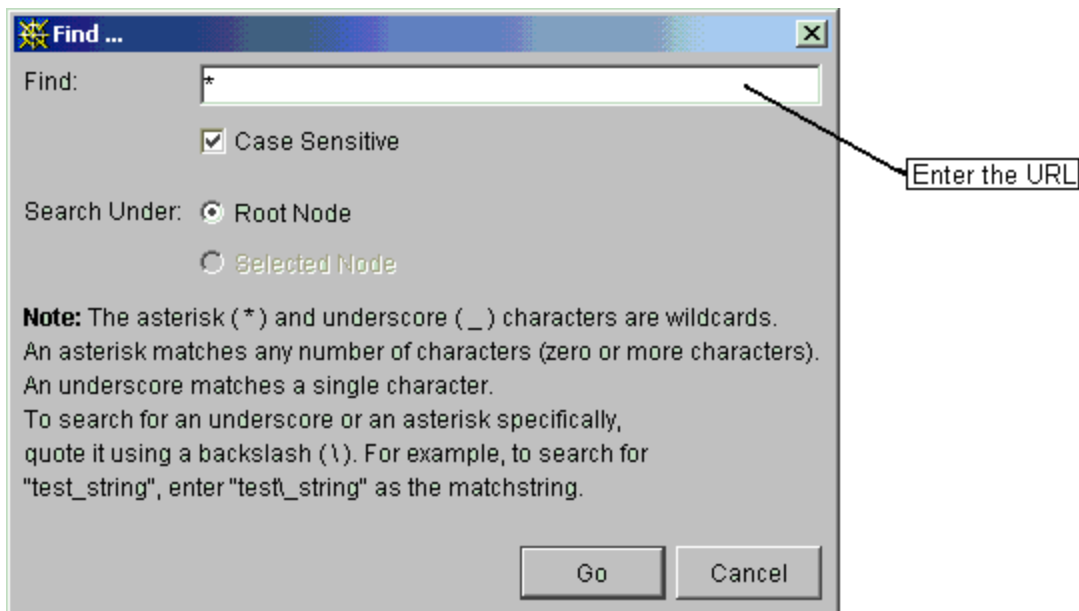 Find ...
Find: *
Case Sensitive
Enter the URL
Search Under: Root Node
Selected Node
Note: The asterisk ( * ) and underscore ( _ ) characters are wildcards.
An asterisk matches any number of characters (zero or more characters).
An underscore matches a single character.
To search for an underscore or an asterisk specifically,
quote it using a backslash ( \ ). For example, to search for
"test_string", enter "test\_string" as the matchstring.
Go Cancel